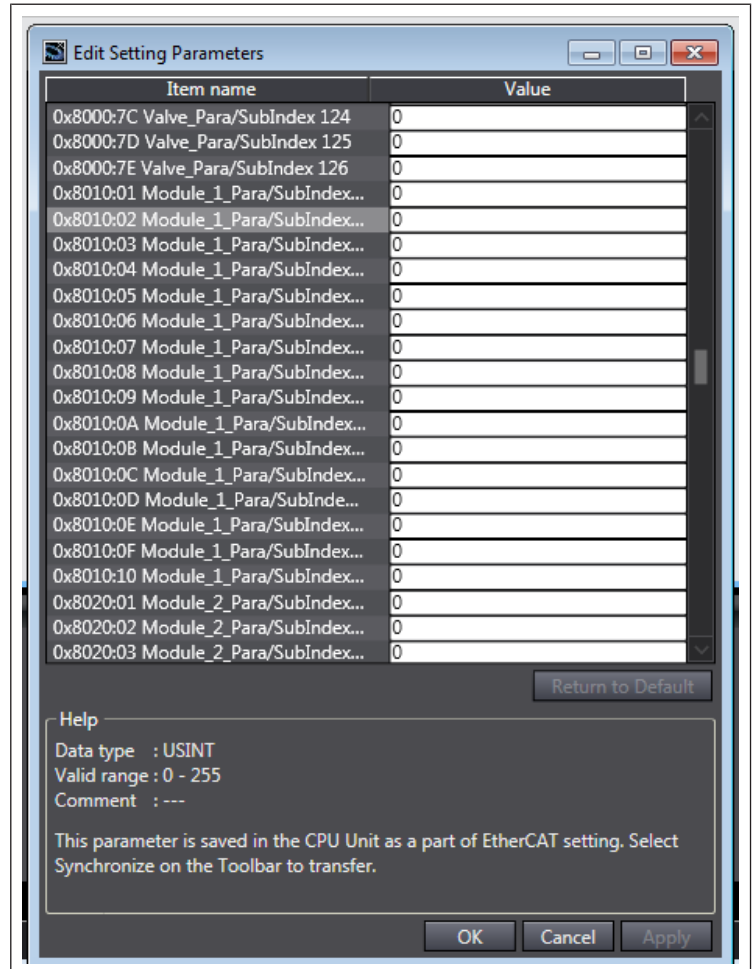 Edit Setting Parameters
Item name Value
0x8000:7C Valve_Para/SubIndex 124 0
0x8000:7D Valve_Para/SubIndex 125 0
0x8000:7E Valve_Para/SubIndex 126 0
0x8010:01 Module_1_Para/SubIndex... 0
0x8010:02 Module_1_Para/SubIndex... 0
0x8010:03 Module_1_Para/SubIndex... 0
0x8010:04 Module_1_Para/SubIndex... 0
0x8010:05 Module_1_Para/SubIndex... 0
0x8010:06 Module_1_Para/SubIndex... 0
0x8010:07 Module_1_Para/SubIndex... 0
0x8010:08 Module_1_Para/SubIndex... 0
0x8010:09 Module_1_Para/SubIndex... 0
0x8010:0A Module_1_Para/SubIndex... 0
0x8010:0B Module_1_Para/SubIndex... 0
0x8010:0C Module_1_Para/SubIndex... 0
0x8010:0D Module_1_Para/SubInde... 0
0x8010:0E Module_1_Para/SubIndex... 0
0x8010:0F Module_1_Para/SubIndex... 0
0x8010:10 Module_1_Para/SubIndex... 0
0x8020:01 Module_2_Para/SubIndex... 0
0x8020:02 Module_2_Para/SubIndex... 0
0x8020:03 Module_2_Para/SubIndex... 0
Return to Default
Help
Data type : USINT
Valid range : 0 - 255
Comment : ---
This parameter is saved in the CPU Unit as a part of EtherCAT setting. Select
Synchronize on the Toolbar to transfer.
OK Cancel Apply